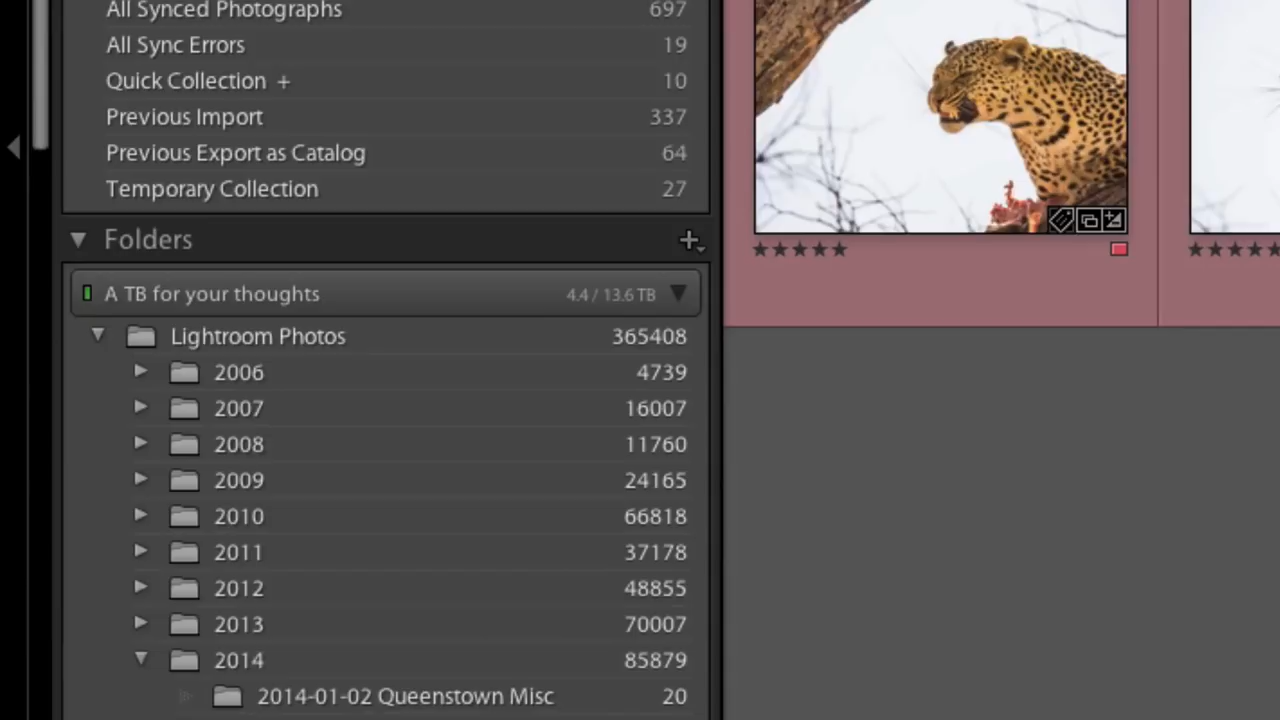 All Synced Photographs 697
All Sync Errors 19
Quick Collection + 10
Previous Import 337
Previous Export as Catalog 64
Temporary Collection 27
Folders
A TB for your thoughts 4.4 / 13.6 TB
Lightroom Photos 365408
2006 4739
2007 16007
2008 11760
2009 24165
2010 66818
2011 37178
2012 48855
2013 70007
2014 85879
2014-01-02 Queenstown Misc 20